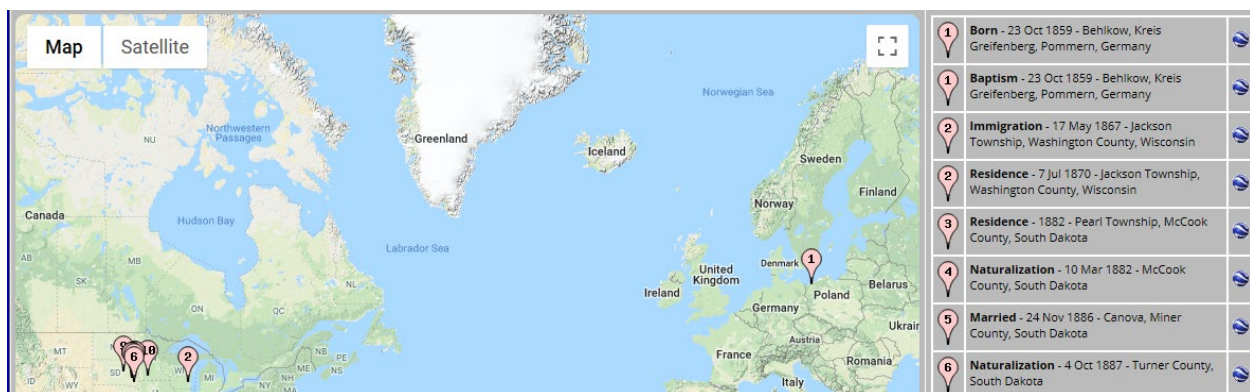 Map
Satellite
Greenland
Norwegian Sea
Northwestern
Passages
NU
Iceland
Sweden
Finland
Norway
Canada
Hudson Bay
Labrador Sea
AB
MB
SK
NL
ON
QC
1
Denmark
United
Kingdom
Ireland
Poland
Belarus
Germany
Ukrain
Austria
France
Romania
Italy
10
6
2
MT
SD
WY
IA
MI
NB
PE
NS
NH
NY
1
Born - 23 Oct 1859 - Behlkow, Kreis
Greifenberg, Pommern, Germany
1
Baptism - 23 Oct 1859 - Behlkow, Kreis
Greifenberg, Pommern, Germany
2
Immigration - 17 May 1867 - Jackson
Township, Washington County, Wisconsin
2
Residence - 7 Jul 1870 - Jackson Township,
Washington County, Wisconsin
3
Residence - 1882 - Pearl Township, McCook
County, South Dakota
4
Naturalization - 10 Mar 1882 - McCook
County, South Dakota
5
Married - 24 Nov 1886 - Canova, Miner
County, South Dakota
6
Naturalization - 4 Oct 1887 - Turner County,
South Dakota